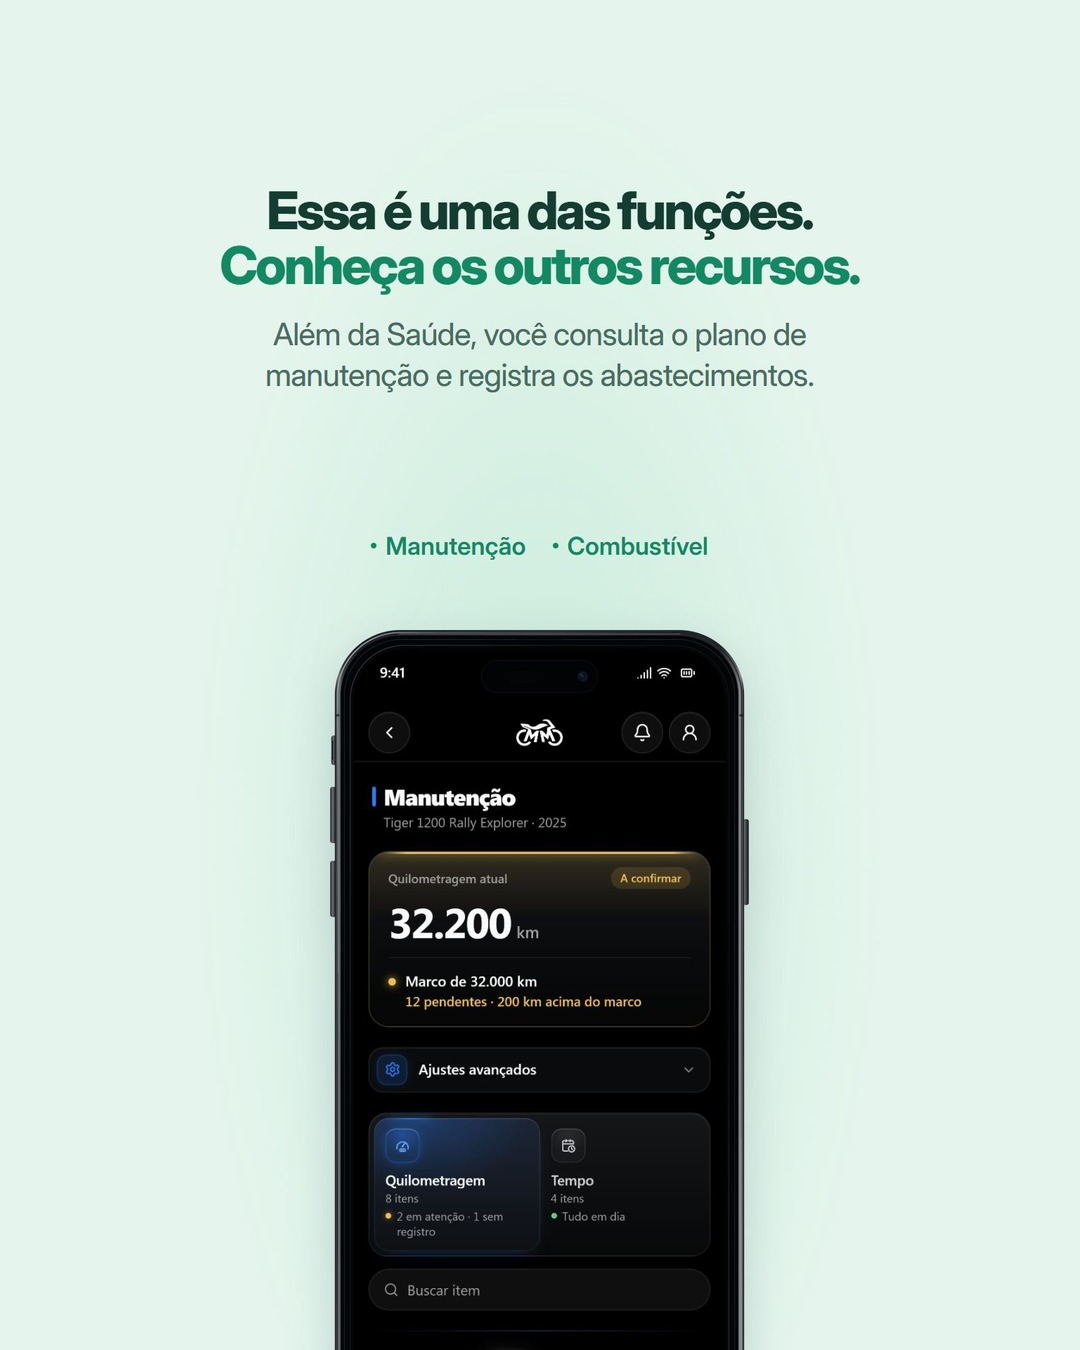 Essa é uma das funções.
Conheça os outros recursos.
Além da Saúde, você consulta o plano de
manutenção e registra os abastecimentos.
• Manutenção • Combustível
9:41
MM
Manutenção
Tiger 1200 Rally Explorer · 2025
Quilometragem atual
A confirmar
32.200 km
Marco de 32.000 km
12 pendentes · 200 km acima do marco
Ajustes avançados
Quilometragem
8 itens
2 em atenção · 1 sem
registro
Tempo
4 itens
Tudo em dia
Buscar item